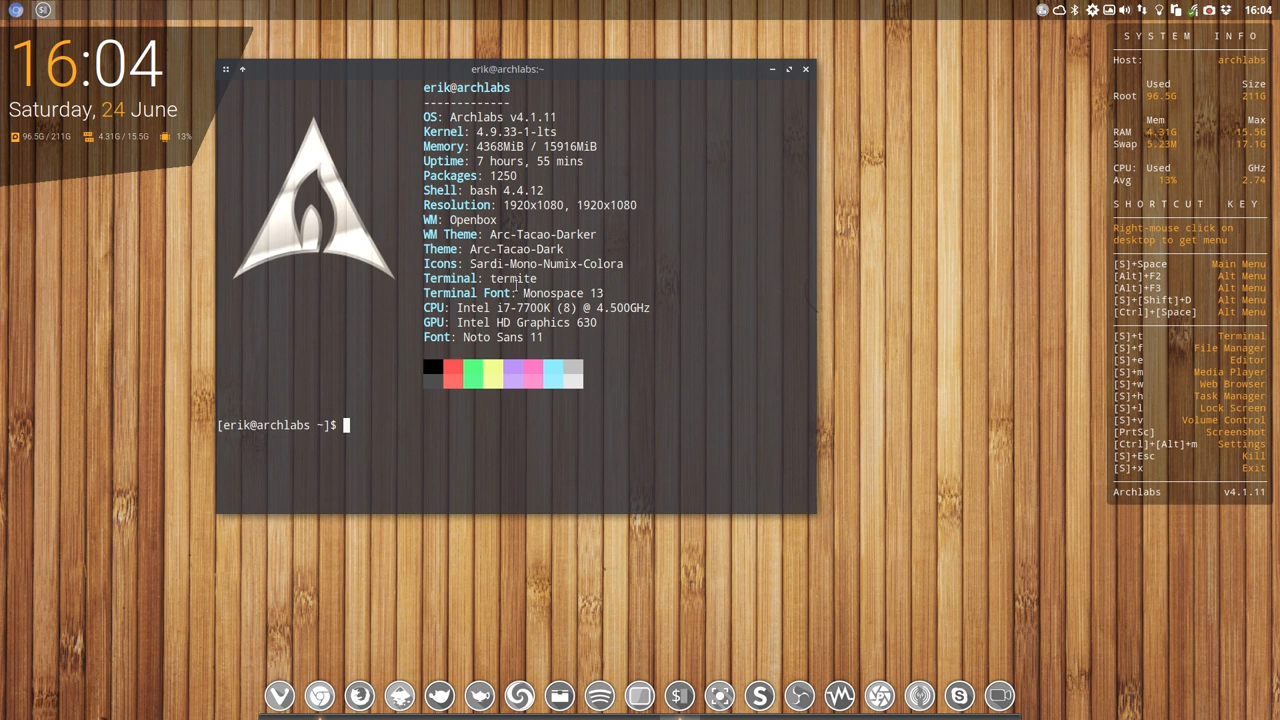 16:04
16:04
Saturday, 24 June
96.5G / 211G 4.31G / 15.5G 13%
erik@archlabs:~
erik@archlabs
-------------
OS: Archlabs v4.1.11
Kernel: 4.9.33-1-lts
Memory: 4368MiB / 15916MiB
Uptime: 7 hours, 55 mins
Packages: 1250
Shell: bash 4.4.12
Resolution: 1920x1080, 1920x1080
WM: Openbox
WM Theme: Arc-Tacao-Darker
Theme: Arc-Tacao-Dark
Icons: Sardi-Mono-Numix-Colora
Terminal: termite
Terminal Font: Monospace 13
CPU: Intel i7-7700K (8) @ 4.500GHz
GPU: Intel HD Graphics 630
Font: Noto Sans 11
[erik@archlabs ~]$
SYSTEM INFO
Host: archlabs
Used Size
Root 96.5G 211G
Mem Max
RAM 4.31G 15.5G
Swap 5.23M 17.1G
CPU: Used GHz
Avg 13% 2.74
SHORTCUT KEY
Right-mouse click on
desktop to get menu
[S]+Space Main Menu
[Alt]+F2 Alt Menu
[Alt]+F3 Alt Menu
[S]+[Shift]+D Alt Menu
[Ctrl]+[Space] Alt Menu
[S]+t Terminal
[S]+f File Manager
[S]+e Editor
[S]+m Media Player
[S]+w Web Browser
[S]+h Task Manager
[S]+l Lock Screen
[S]+v Volume Control
[PrtSc] Screenshot
[Ctrl]+[Alt]+m Settings
[S]+Esc Kill
[S]+x Exit
Archlabs v4.1.11